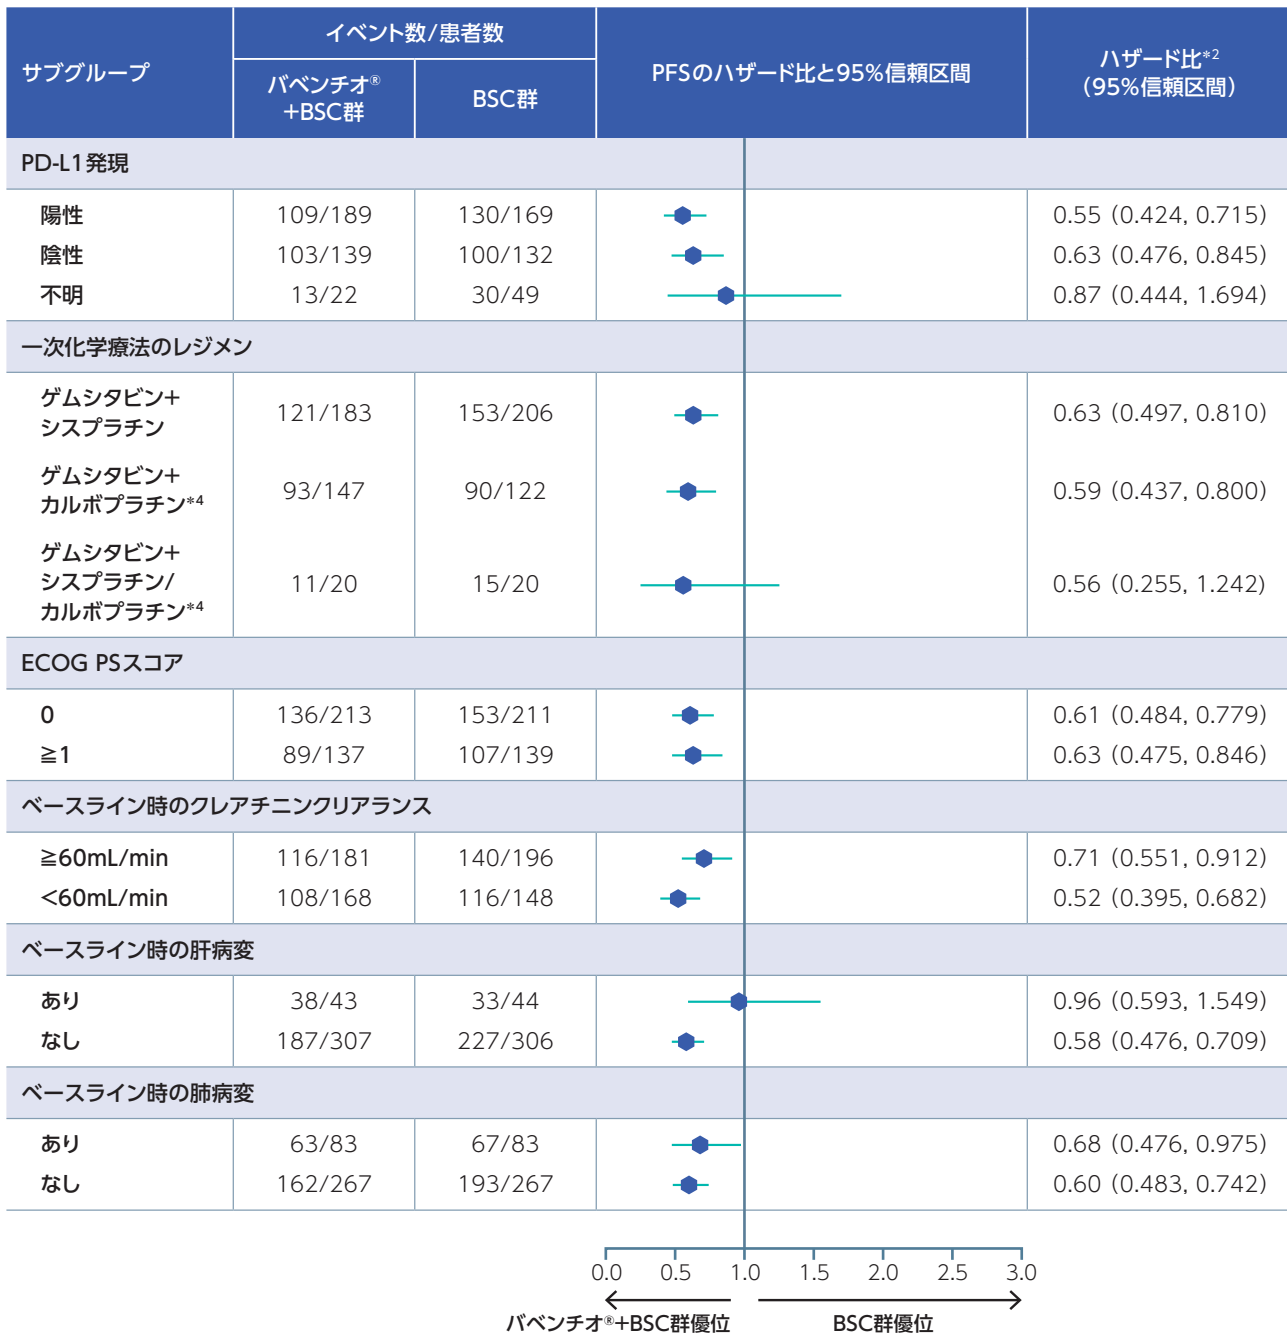 サブグループ
イベント数/患者数
バベンチオ®
+BSC群
BSC群
PFSのハザード比と95%信頼区間
ハザード比*2
(95%信頼区間)
PD-L1発現
陽性 109/189 130/169 0.55 (0.424, 0.715)
陰性 103/139 100/132 0.63 (0.476, 0.845)
不明 13/22 30/49 0.87 (0.444, 1.694)
一次化学療法のレジメン
ゲムシタビン+
シスプラチン 121/183 153/206 0.63 (0.497, 0.810)
ゲムシタビン+
カルボプラチン*4 93/147 90/122 0.59 (0.437, 0.800)
ゲムシタビン+
シスプラチン/ 11/20 15/20 0.56 (0.255, 1.242)
カルボプラチン*4
ECOG PSスコア
0 136/213 153/211 0.61 (0.484, 0.779)
≧1 89/137 107/139 0.63 (0.475, 0.846)
ベースライン時のクレアチニンクリアランス
≧60mL/min 116/181 140/196 0.71 (0.551, 0.912)
<60mL/min 108/168 116/148 0.52 (0.395, 0.682)
ベースライン時の肝病変
あり 38/43 33/44 0.96 (0.593, 1.549)
なし 187/307 227/306 0.58 (0.476, 0.709)
ベースライン時の肺病変
あり 63/83 67/83 0.68 (0.476, 0.975)
なし 162/267 193/267 0.60 (0.483, 0.742)
0.0 0.5 1.0 1.5 2.0 2.5 3.0
バベンチオ®+BSC群優位 BSC群優位